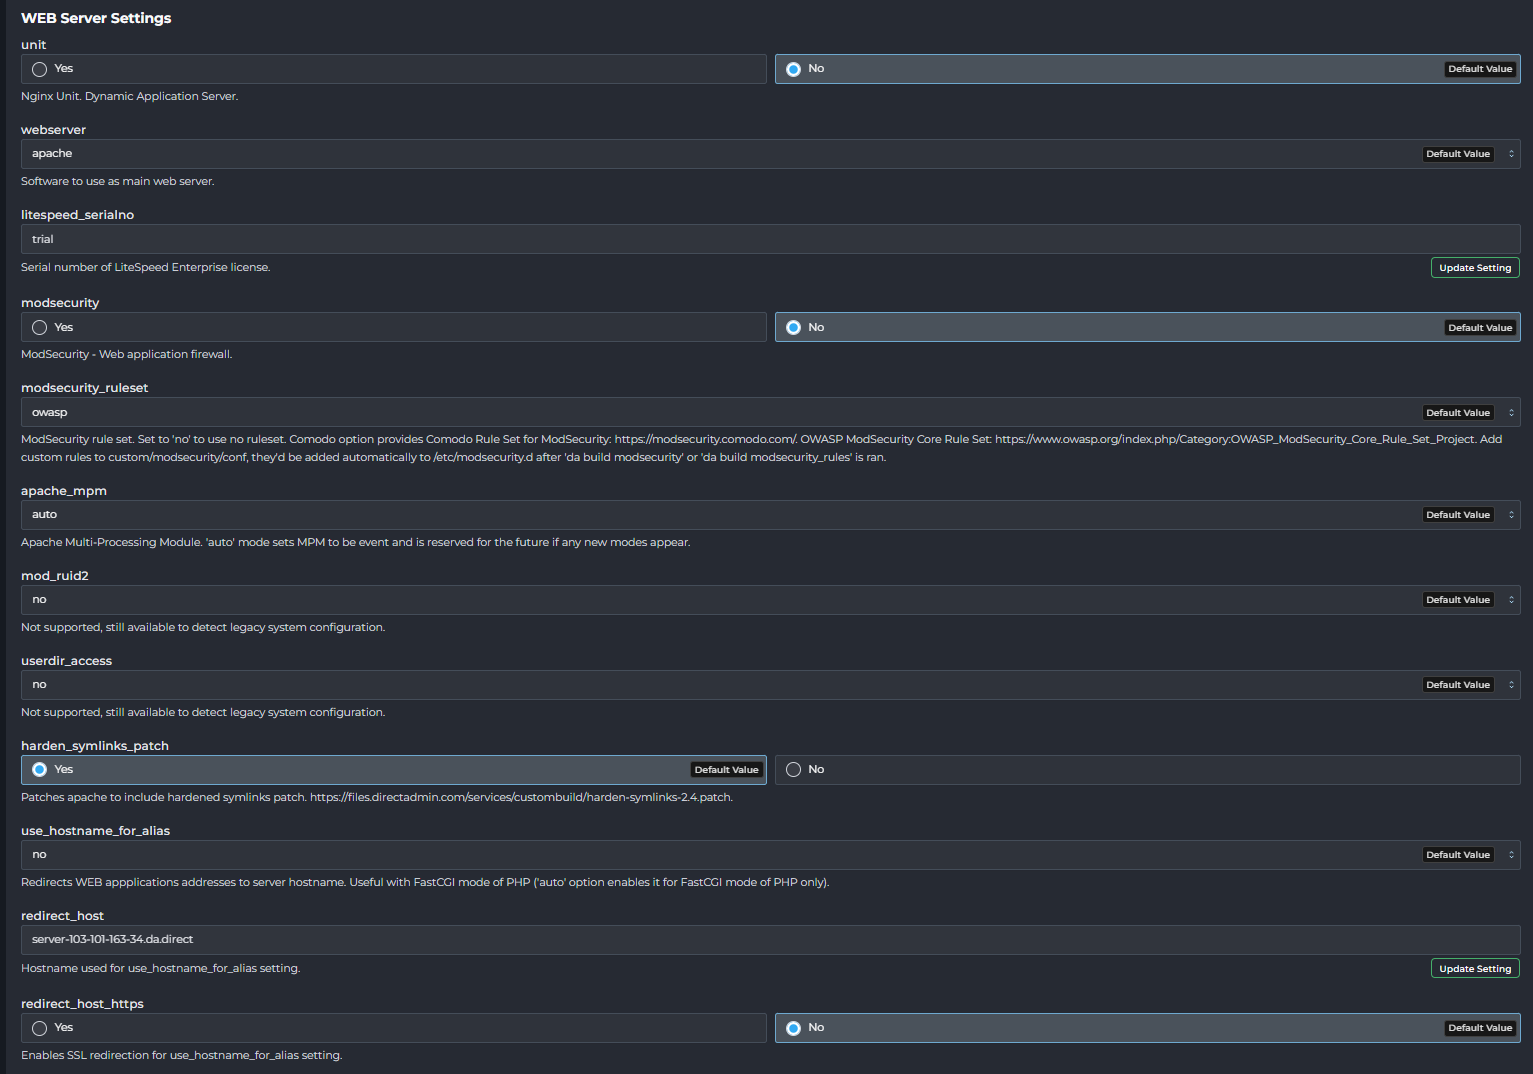 WEB Server Settings
unit
Yes
No
Default Value
Nginx Unit. Dynamic Application Server.
webserver
apache
Default Value
Software to use as main web server.
litespeed_serialno
trial
Serial number of LiteSpeed Enterprise license.
Update Setting
modsecurity
Yes
No
Default Value
ModSecurity - Web application firewall.
modsecurity_ruleset
owasp
Default Value
ModSecurity rule set. Set to 'no' to use no ruleset. Comodo option provides Comodo Rule Set for ModSecurity: https://modsecurity.comodo.com/. OWASP ModSecurity Core Rule Set: https://www.owasp.org/index.php/Category:OWASP_ModSecurity_Core_Rule_Set_Project. Add
custom rules to custom/modsecurity/conf, they'd be added automatically to /etc/modsecurity.d after 'da build modsecurity' or 'da build modsecurity_rules' is ran.
apache_mpm
auto
Default Value
Apache Multi-Processing Module. 'auto' mode sets MPM to be event and is reserved for the future if any new modes appear.
mod_ruid2
no
Default Value
Not supported, still available to detect legacy system configuration.
userdir_access
no
Default Value
Not supported, still available to detect legacy system configuration.
harden_symlinks_patch
Yes
Default Value
No
Patches apache to include hardened symlinks patch. https://files.directadmin.com/services/custombuild/harden-symlinks-2.4.patch.
use_hostname_for_alias
no
Default Value
Redirects WEB appplications addresses to server hostname. Useful with FastCGI mode of PHP ('auto' option enables it for FastCGI mode of PHP only).
redirect_host
server-103-101-163-34.da.direct
Hostname used for use_hostname_for_alias setting.
Update Setting
redirect_host_https
Yes
No
Default Value
Enables SSL redirection for use_hostname_for_alias setting.